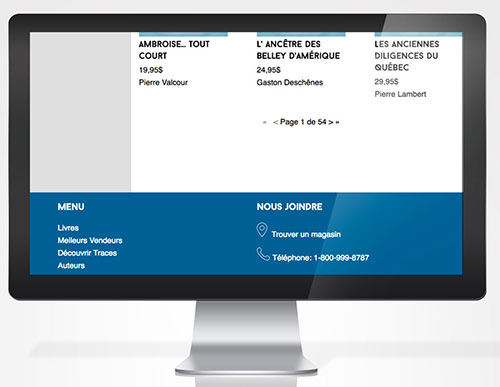 AMBROISE... TOUT
COURT
19,95$
Pierre Valcour
L' ANCÊTRE DES
BELLEY D'AMÉRIQUE
24,95$
Gaston Deschênes
LES ANCIENNES
DILIGENCES DU
QUÉBEC
29,95$
Pierre Lambert
« < Page 1 de 54 > »
MENU
Livres
Meileurs Vendeurs
Découvrir Traces
Auteurs
NOUS JOINDRE
Trouver un magasin
Téléphone: 1-800-999-8787